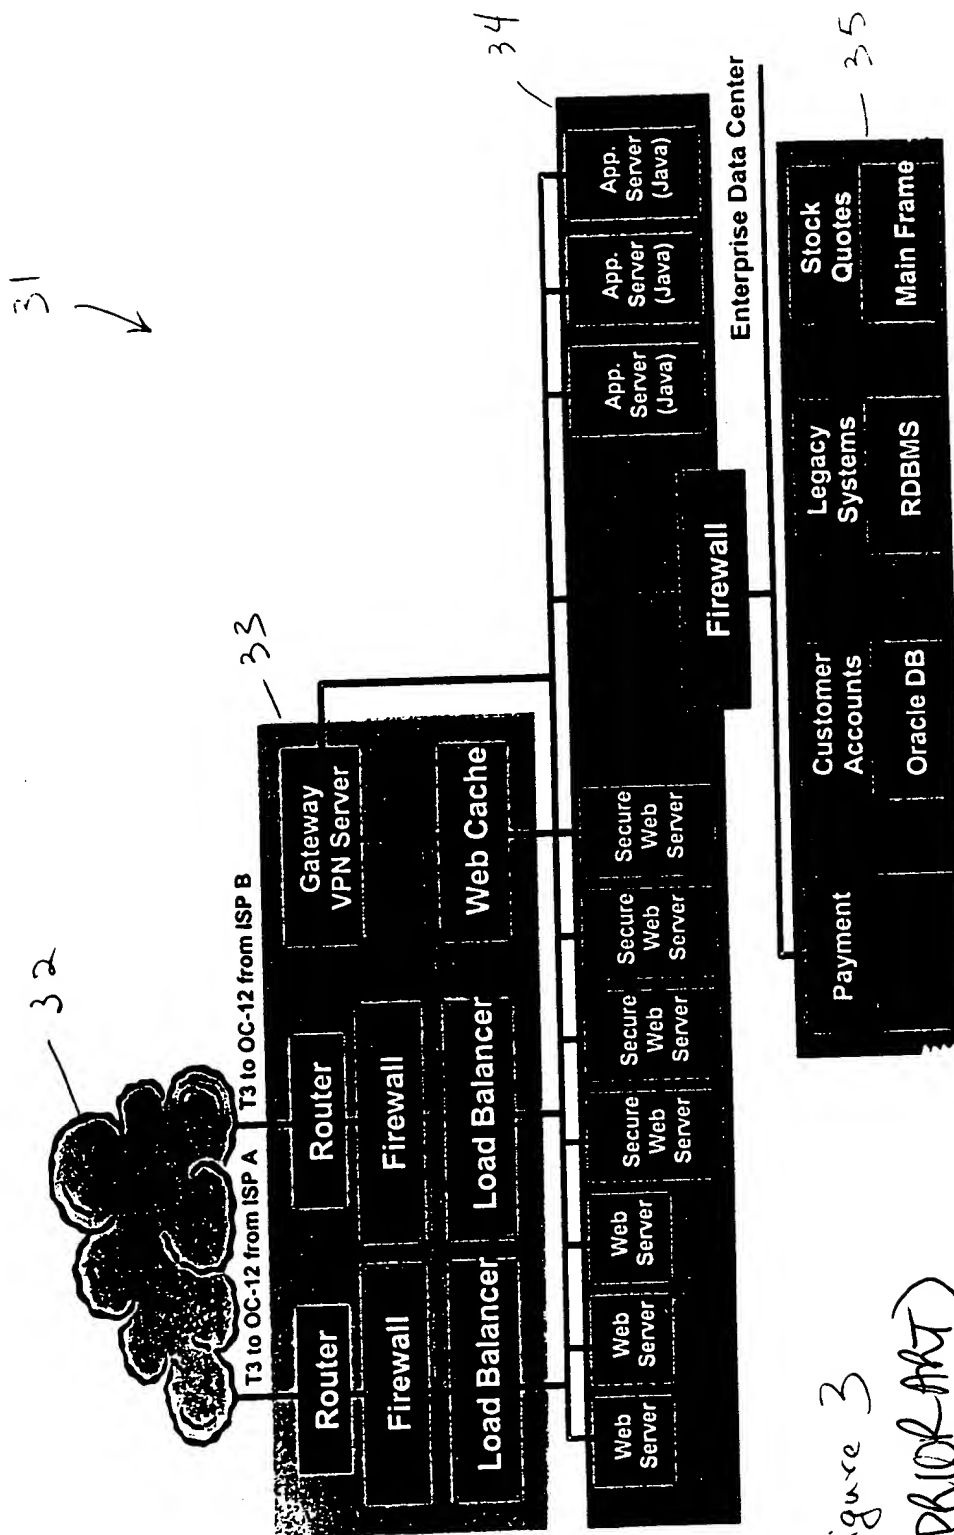 31
32
T3 to OC-12 from ISP A
T3 to OC-12 from ISP B
33
Router
Router
Gateway
VPN Server
Firewall
Firewall
Load Balancer
Load Balancer
Web Cache
34
Web
Server
Web
Server
Web
Server
Secure
Web
Server
Secure
Web
Server
Secure
Web
Server
Secure
Web
Server
App.
Server
(Java)
App.
Server
(Java)
App.
Server
(Java)
Firewall
Enterprise Data Center
35
Payment
Customer
Accounts
Legacy
Systems
Stock
Quotes
Oracle DB
RDBMS
Main Frame
igure 3
PRIOR ART)